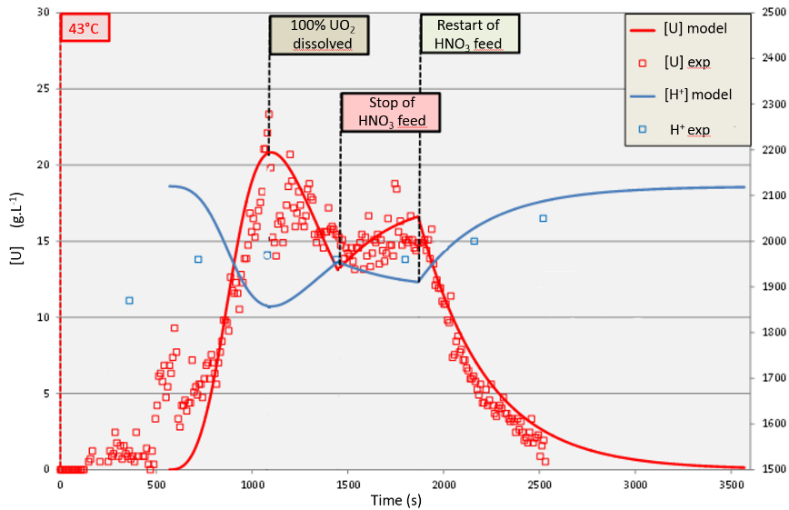 30
25
20
15
10
5
0
[U] (g.L-1)
43°C
100% UO2
dissolved
Stop of
HNO3 feed
Restart of
HNO3 feed
[U] model
[U] exp
[H+] model
H+ exp
2500
2400
2300
2200
2100
2000
1900
1800
1700
1600
1500
0
500
1000
1500
2000
2500
3000
3500
Time (s)